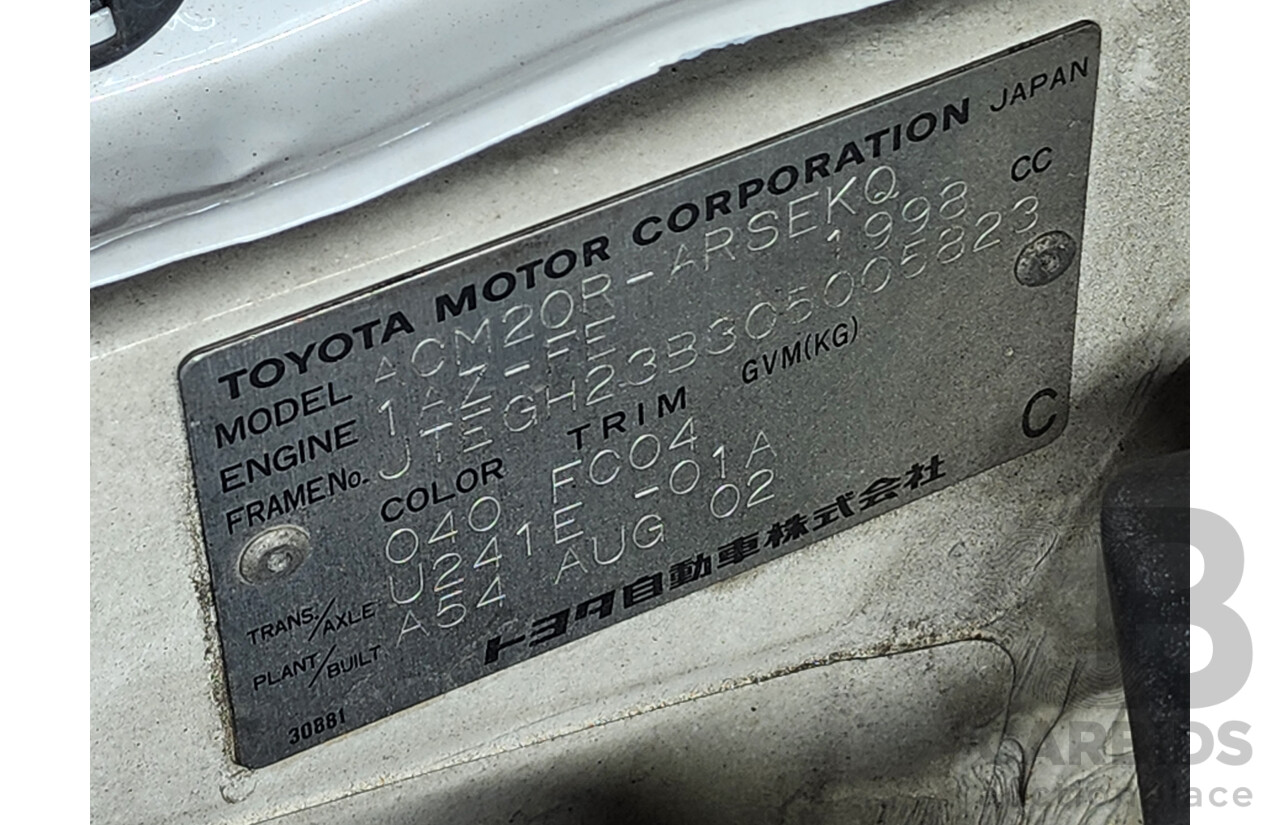 TOYOTA MOTOR CORPORATION JAPAN
MODEL ACM20R-ARSEKQ
ENGINE 1AZ-FE 1998 CC
FRAME No. JTEGH23B305005823
COLOR TRIM GVM(KG)
040 FC04 C
TRANS./AXLE U241E -01A
PLANT/BUILT A54 AUG 02
トヨタ自動車株式会社
30881